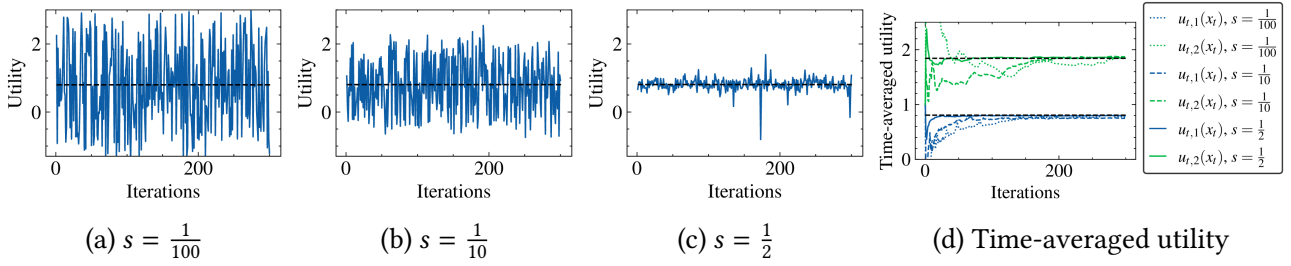 Utility
2
0
0
200
Iterations
(a) s = 1/100
Utility
2
0
0
200
Iterations
(b) s = 1/10
Utility
2
0
0
200
Iterations
(c) s = 1/2
Time-averaged utility
2
1
0
0
200
Iterations
(d) Time-averaged utility
u_{t,1}(x_t), s = 1/100
u_{t,2}(x_t), s = 1/100
u_{t,1}(x_t), s = 1/10
u_{t,2}(x_t), s = 1/10
u_{t,1}(x_t), s = 1/2
u_{t,2}(x_t), s = 1/2